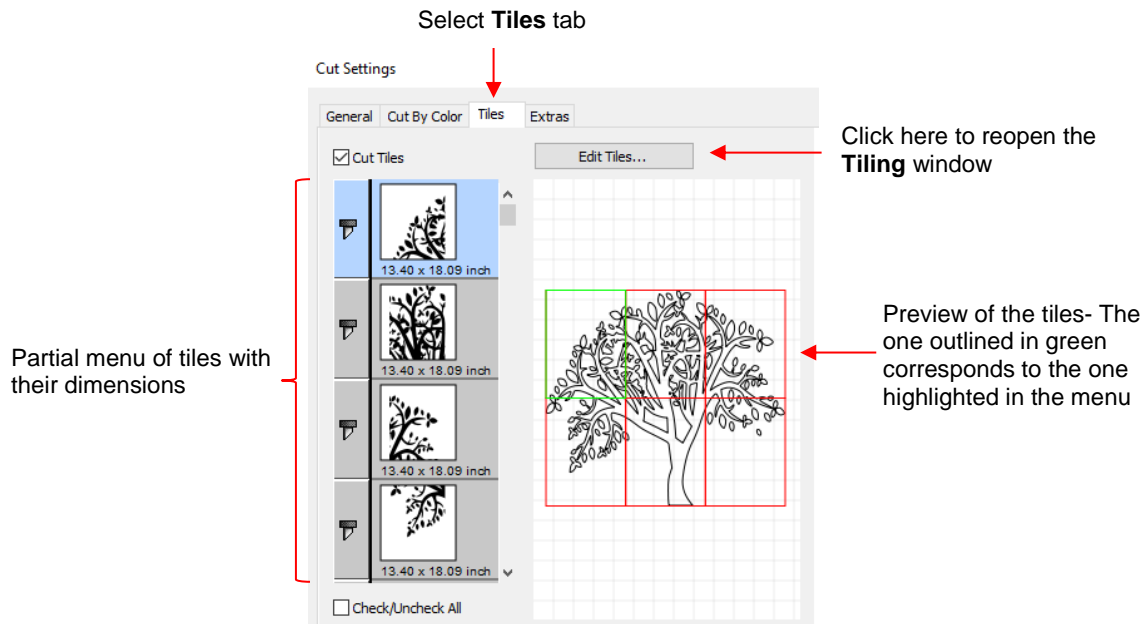 Select Tiles tab
Cut Settings
General Cut By Color Tiles Extras
Cut Tiles
Edit Tiles...
Click here to reopen the
Tiling window
13.40 x 18.09 inch
13.40 x 18.09 inch
13.40 x 18.09 inch
13.40 x 18.09 inch
Partial menu of tiles with
their dimensions
Preview of the tiles- The
one outlined in green
corresponds to the one
highlighted in the menu
Check/Uncheck All